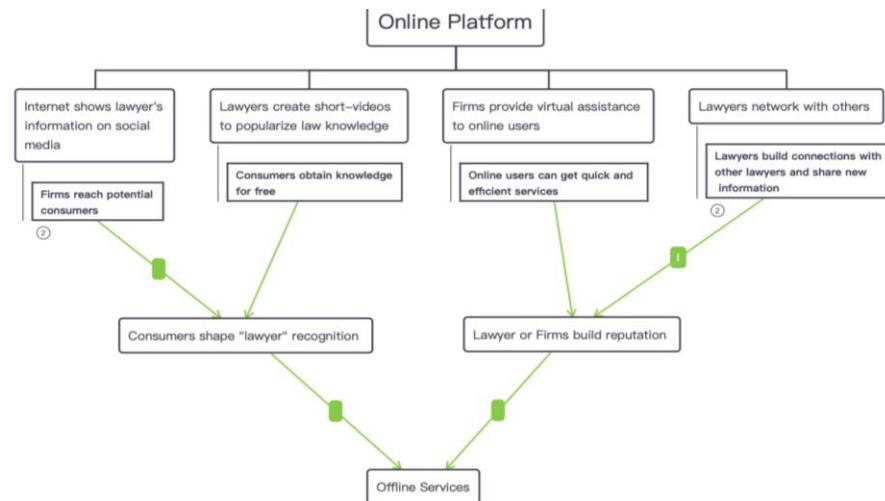 Online Platform
Internet shows lawyer's
information on social
media
Lawyers create short-videos
to popularize law knowledge
Firms provide virtual assistance
to online users
Lawyers network with others
Firms reach potential
consumers
2
Consumers obtain knowledge
for free
Online users can get quick and
efficient services
Lawyers build connections with
other lawyers and share new
information
2
Consumers shape "lawyer" recognition
Lawyer or Firms build reputation
Offline Services